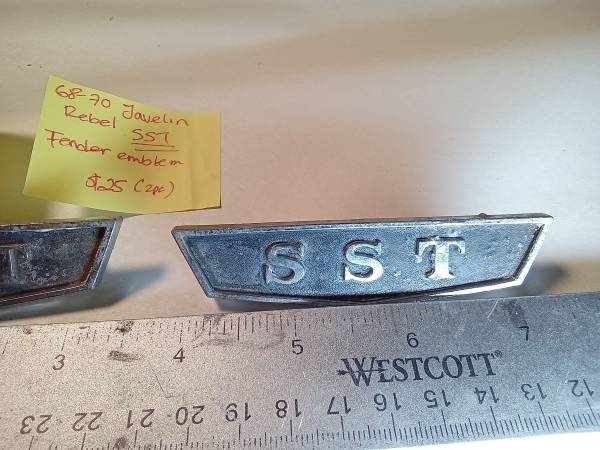 68-70 Javelin
Rebel SST
Fender emblem
$25 (2pc)
T
SST
3 4 5 6 7
WESTCOTT®
23 22 21 20 19 18 17 16 15 14 13 12